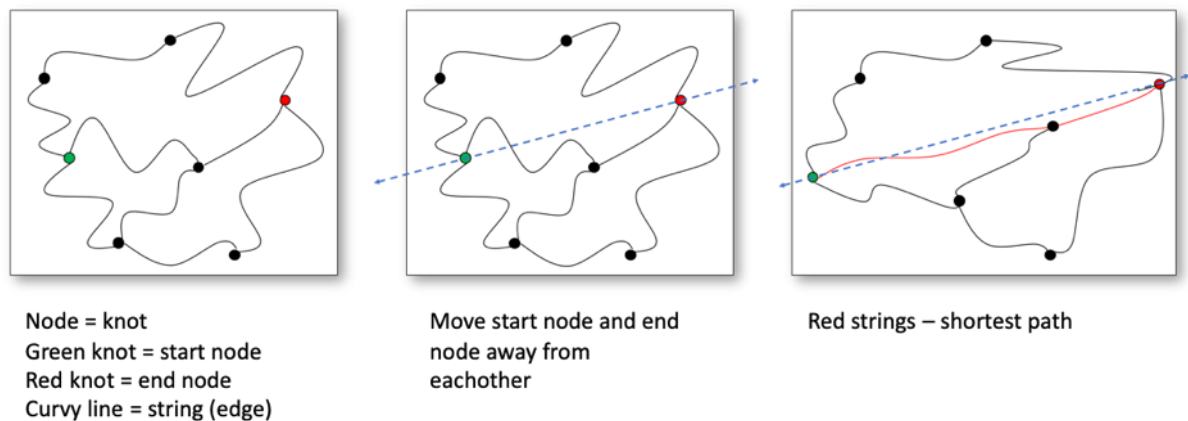 Node = knot
Green knot = start node
Red knot = end node
Curvy line = string (edge)
Move start node and end
node away from
eachother
Red strings – shortest path